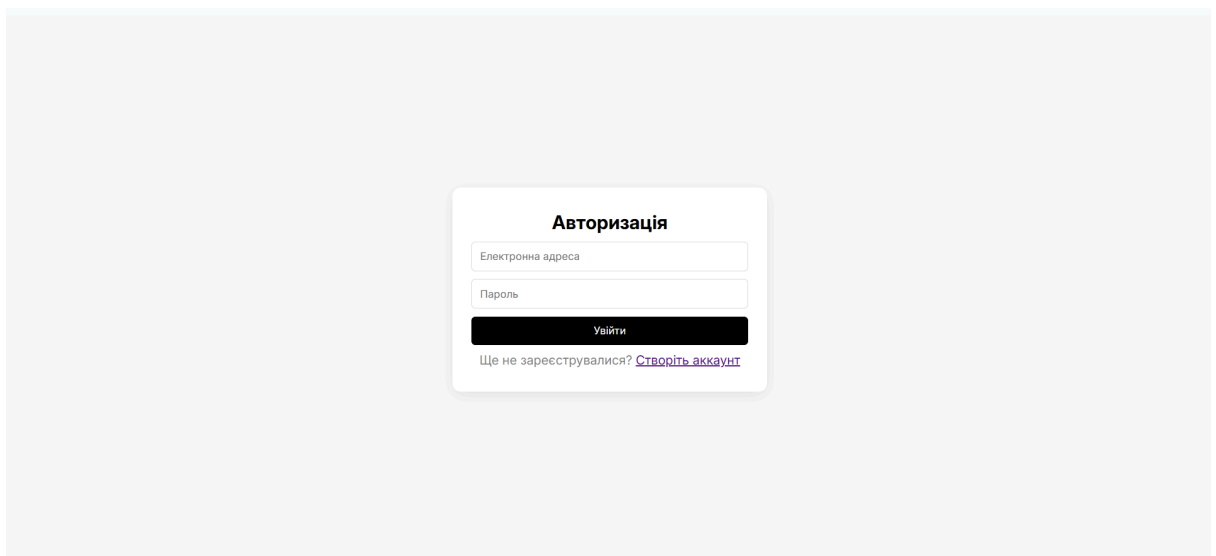 Авторизація
Електронна адреса
Пароль
Увійти
Ще не зареєструвалися? Створіть аккаунт